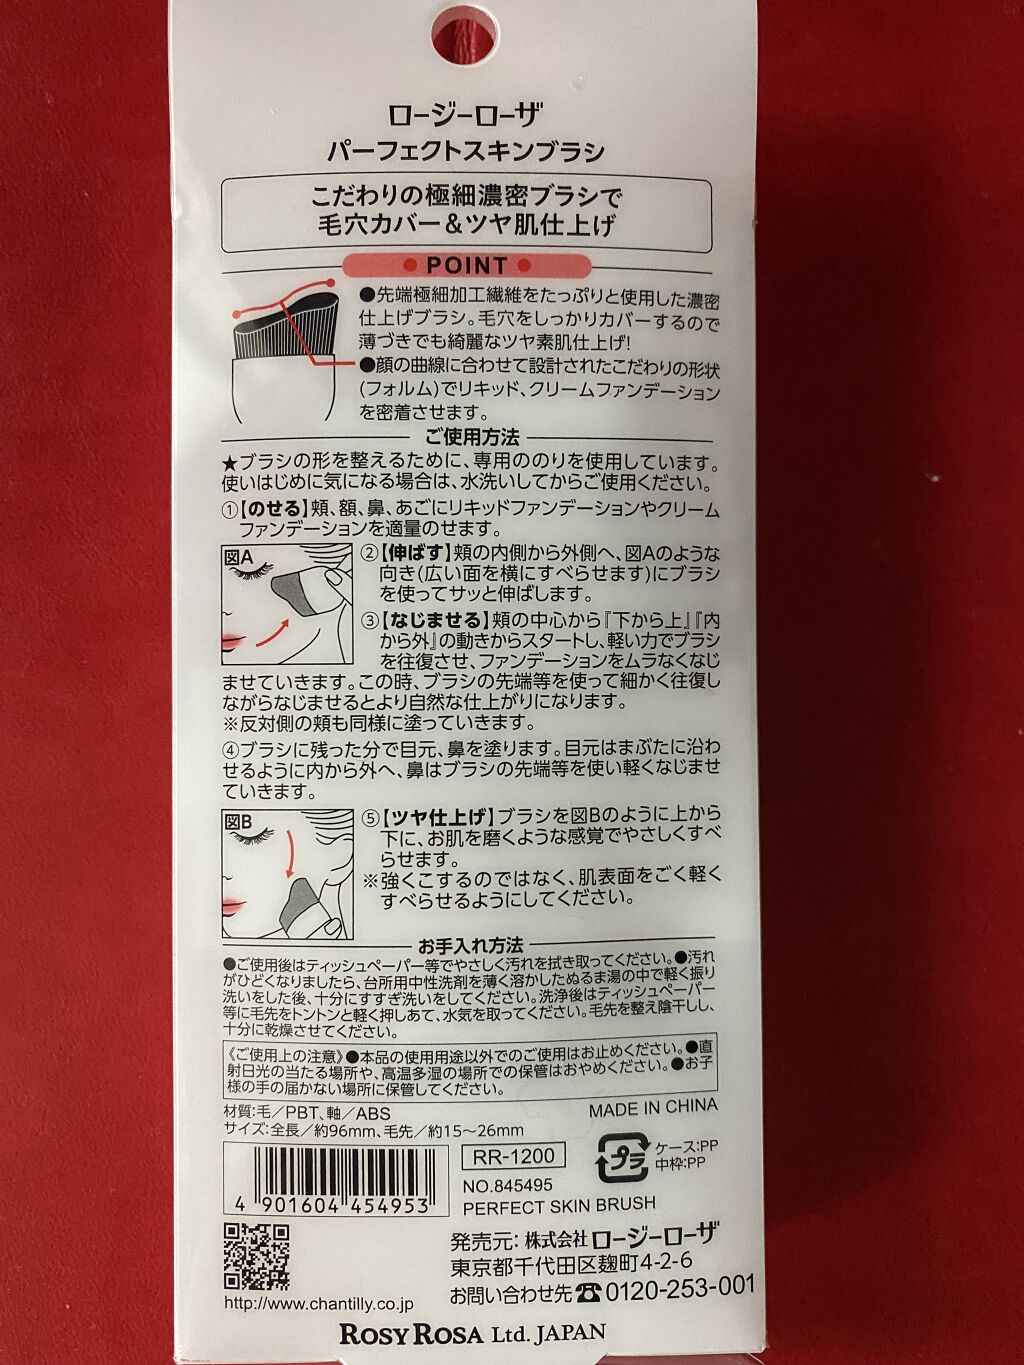 ロージーローザ
パーフェクトスキンブラシ
こだわりの極細濃密ブラシで
毛穴カバー&ツヤ肌仕上げ
POINT
●先端極細加工繊維をたっぷりと使用した濃密
仕上げブラシ。毛穴をしっかりカバーするので
薄づきでも綺麗なツヤ素肌仕上げ!
●顔の曲線に合わせて設計されたこだわりの形状
(フォルム)でリキッド、クリームファンデーション
を密着させます。
ご使用方法
★ブラシの形を整えるために、専用ののりを使用しています。
使いはじめに気になる場合は、水洗いしてからご使用ください。
①【のせる】頬、額、鼻、あごにリキッドファンデーションやクリーム
ファンデーションを適量のせます。
図A
②【伸ばす】頬の内側から外側へ、図Aのような
向き(広い面を横にすべらせます)にブラシ
を使ってサッと伸ばします。
③【なじませる】頬の中心から『下から上』『内
から外』の動きからスタートし、軽い力でブラシ
を往復させ、ファンデーションをムラなくなじ
ませていきます。この時、ブラシの先端等を使って細かく往復し
ながらなじませるとより自然な仕上がりになります。
※反対側の頬も同様に塗っていきます。
④ブラシに残った分で目元、鼻を塗ります。目元はまぶたに沿わ
せるように内から外へ、鼻はブラシの先端等を使い軽くなじませ
ていきます。
図B
⑤【ツヤ仕上げ】ブラシを図Bのように上から
下に、お肌を磨くような感覚でやさしくすべ
らせます。
※強くこするのではなく、肌表面をごく軽く
すべらせるようにしてください。
お手入れ方法
●ご使用後はティッシュペーパー等でやさしく汚れを拭き取ってください。●汚れ
がひどくなりましたら、台所用中性洗剤を薄く溶かしたぬるま湯の中で軽く振り
洗いをした後、十分にすすぎ洗いをしてください。洗浄後はティッシュペーパー
等に毛先をトントンと軽く押しあて、水気を取ってください。毛先を整え陰干しし、
十分に乾燥させてください。
《ご使用上の注意》●本品の使用用途以外でのご使用はお止めください。●直
射日光の当たる場所や、高温多湿の場所での保管はおやめください。●お子
様の手の届かない場所に保管してください。
材質:毛/PBT、軸/ABS
MADE IN CHINA
サイズ:全長/約96mm、毛先/約15〜26mm
RR-1200
プラ
ケース:PP
中枠:PP
4 901604 454953
NO.845495
PERFECT SKIN BRUSH
発売元:株式会社ロージーローザ
東京都千代田区麹町4-2-6
http://www.chantilly.co.jp
お問い合わせ先☎0120-253-001
ROSY ROSA Ltd. JAPAN